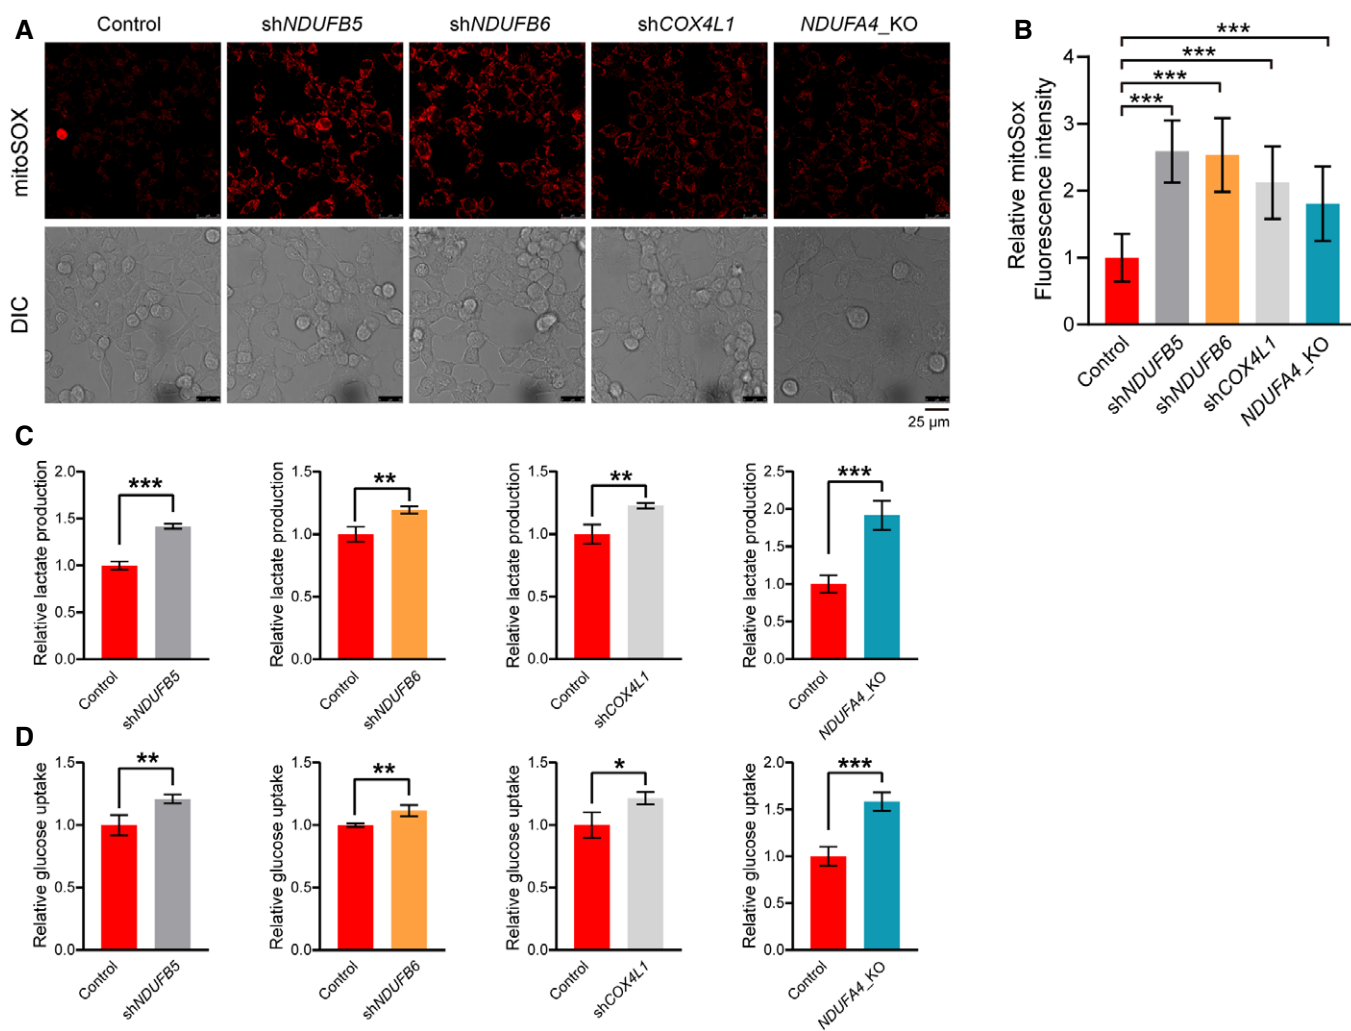 A
Control
shNDUFB5
shNDUFB6
shCOX4L1
NDUFA4_KO
mitoSOX
DIC
25 µm
B
Relative mitoSox
Fluorescence intensity
4
3
2
1
0
***
***
***
***
Control
shNDUFB5
shNDUFB6
shCOX4L1
NDUFA4_KO
C
Relative lactate production
2.0
1.5
1.0
0.5
0.0
***
Control
shNDUFB5
Relative lactate production
1.5
1.0
0.5
0.0
**
Control
shNDUFB6
Relative lactate production
1.5
1.0
0.5
0.0
**
Control
shCOX4L1
Relative lactate production
2.5
2.0
1.5
1.0
0.5
0.0
***
Control
NDUFA4_KO
D
Relative glucose uptake
1.5
1.0
0.5
0.0
**
Control
shNDUFB5
Relative glucose uptake
1.5
1.0
0.5
0.0
**
Control
shNDUFB6
Relative glucose uptake
1.5
1.0
0.5
0.0
*
Control
shCOX4L1
Relative glucose uptake
2.0
1.5
1.0
0.5
0.0
***
Control
NDUFA4_KO